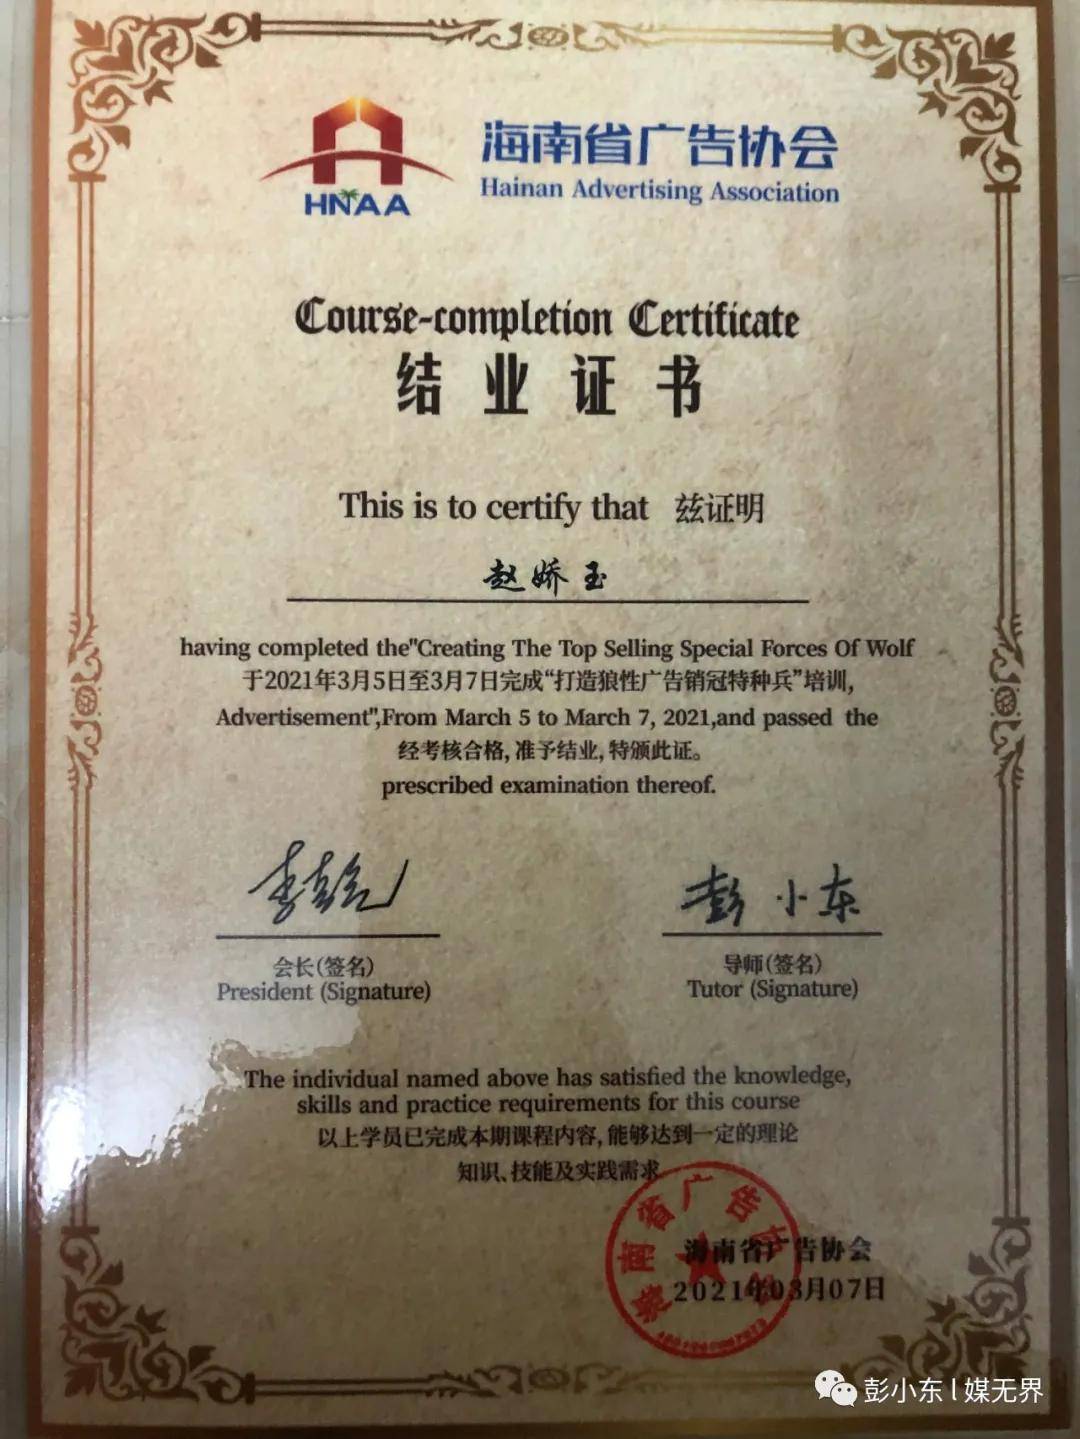 海南省广告协会
HNAA
Hainan Advertising Association
Course-completion Certificate
结业证书
This is to certify that 兹证明
赵娇玉
having completed the"Creating The Top Selling Special Forces Of Wolf
于2021年3月5日至3月7日完成“打造狼性广告销冠特种兵”培训,
Advertisement",From March 5 to March 7, 2021,and passed the
经考核合格,准予结业,特颁此证。
prescribed examination thereof.
彭小东
会长(签名)
导师(签名)
President (Signature)
Tutor (Signature)
The individual named above has satisfied the knowledge,
skills and practice requirements for this course
以上学员已完成本期课程内容,能够达到一定的理论
知识、技能及实践需求
海南省广告协会
海南省广告协会
2021年03月07日
彭小东l媒无界